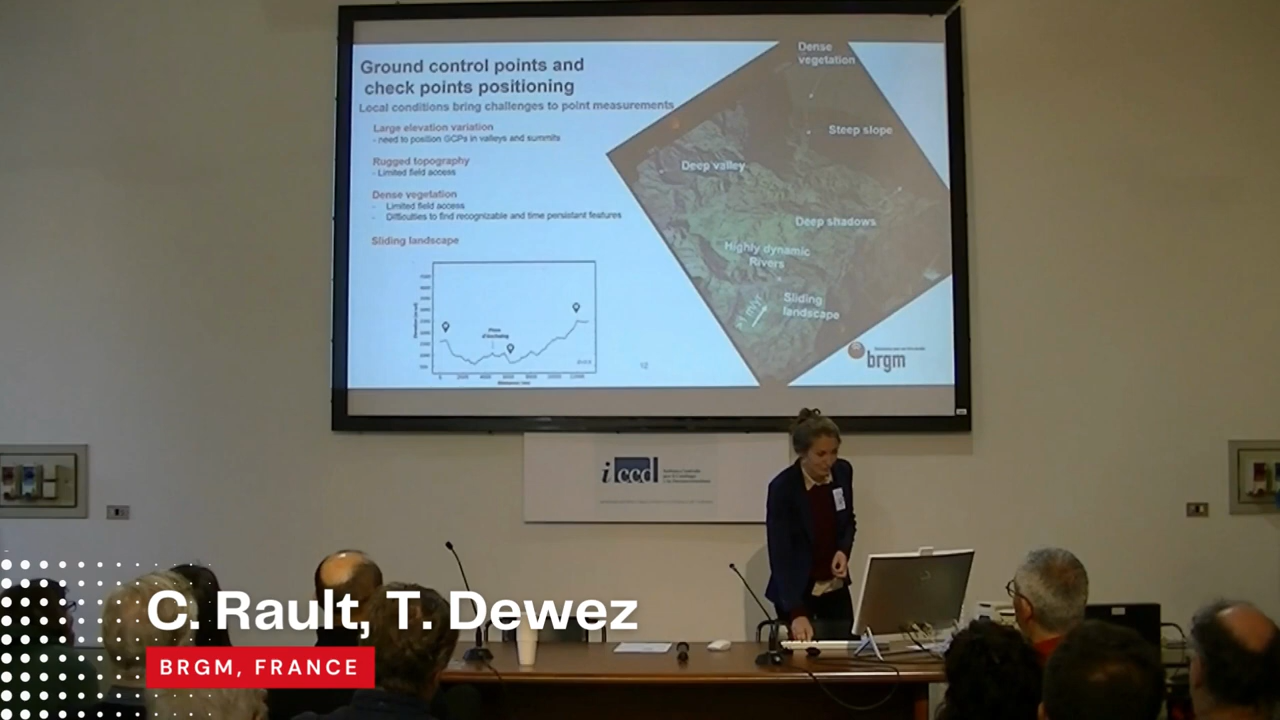 Ground control points and
check points positioning
Local conditions bring challenges to point measurements
Large elevation variation
- need to position GCPs in valleys and summits
Rugged topography
- Limited field access
Dense vegetation
- Limited field access
- Difficulties to find recognizable and time persistant features
Sliding landscape
Dense
vegetation
Steep slope
Deep valley
Deep shadows
Highly dynamic
Rivers
Sliding
landscape
>1 m/yr
brgm
iccd
C. Rault, T. Dewez
BRGM, FRANCE